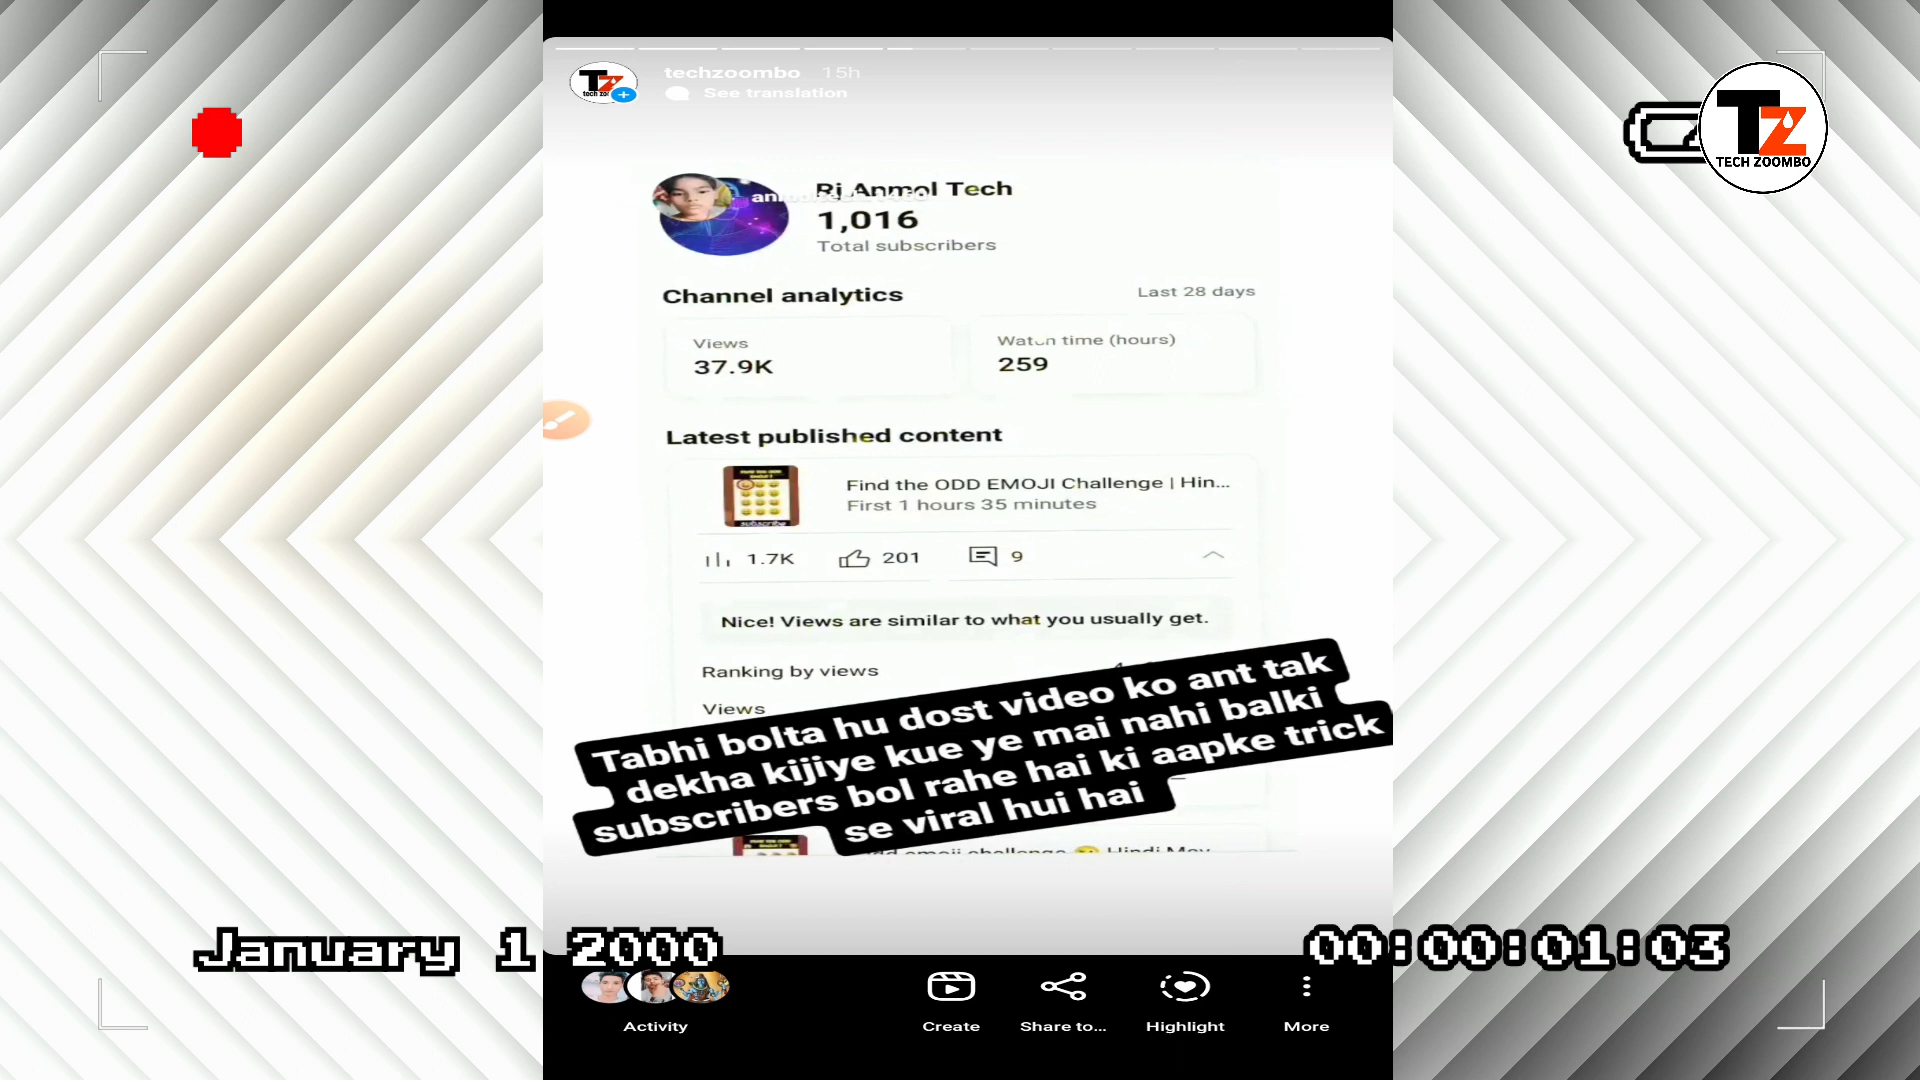 techzoombo 15h
See translation
TZ
TECH ZOOMBO
Rj Anmol Tech
1,016
Total subscribers
Channel analytics
Last 28 days
Views
37.9K
Watch time (hours)
259
Latest published content
Find the ODD EMOJI Challenge | Hin...
First 1 hours 35 minutes
1.7K 201 9
Nice! Views are similar to what you usually get.
Ranking by views
Views
Tabhi bolta hu dost video ko ant tak
dekha kijiye kue ye mai nahi balki
subscribers bol rahe hai ki aapke trick
se viral hui hai
January 1 2000
00:00:01:03
Activity
Create
Share to...
Highlight
More